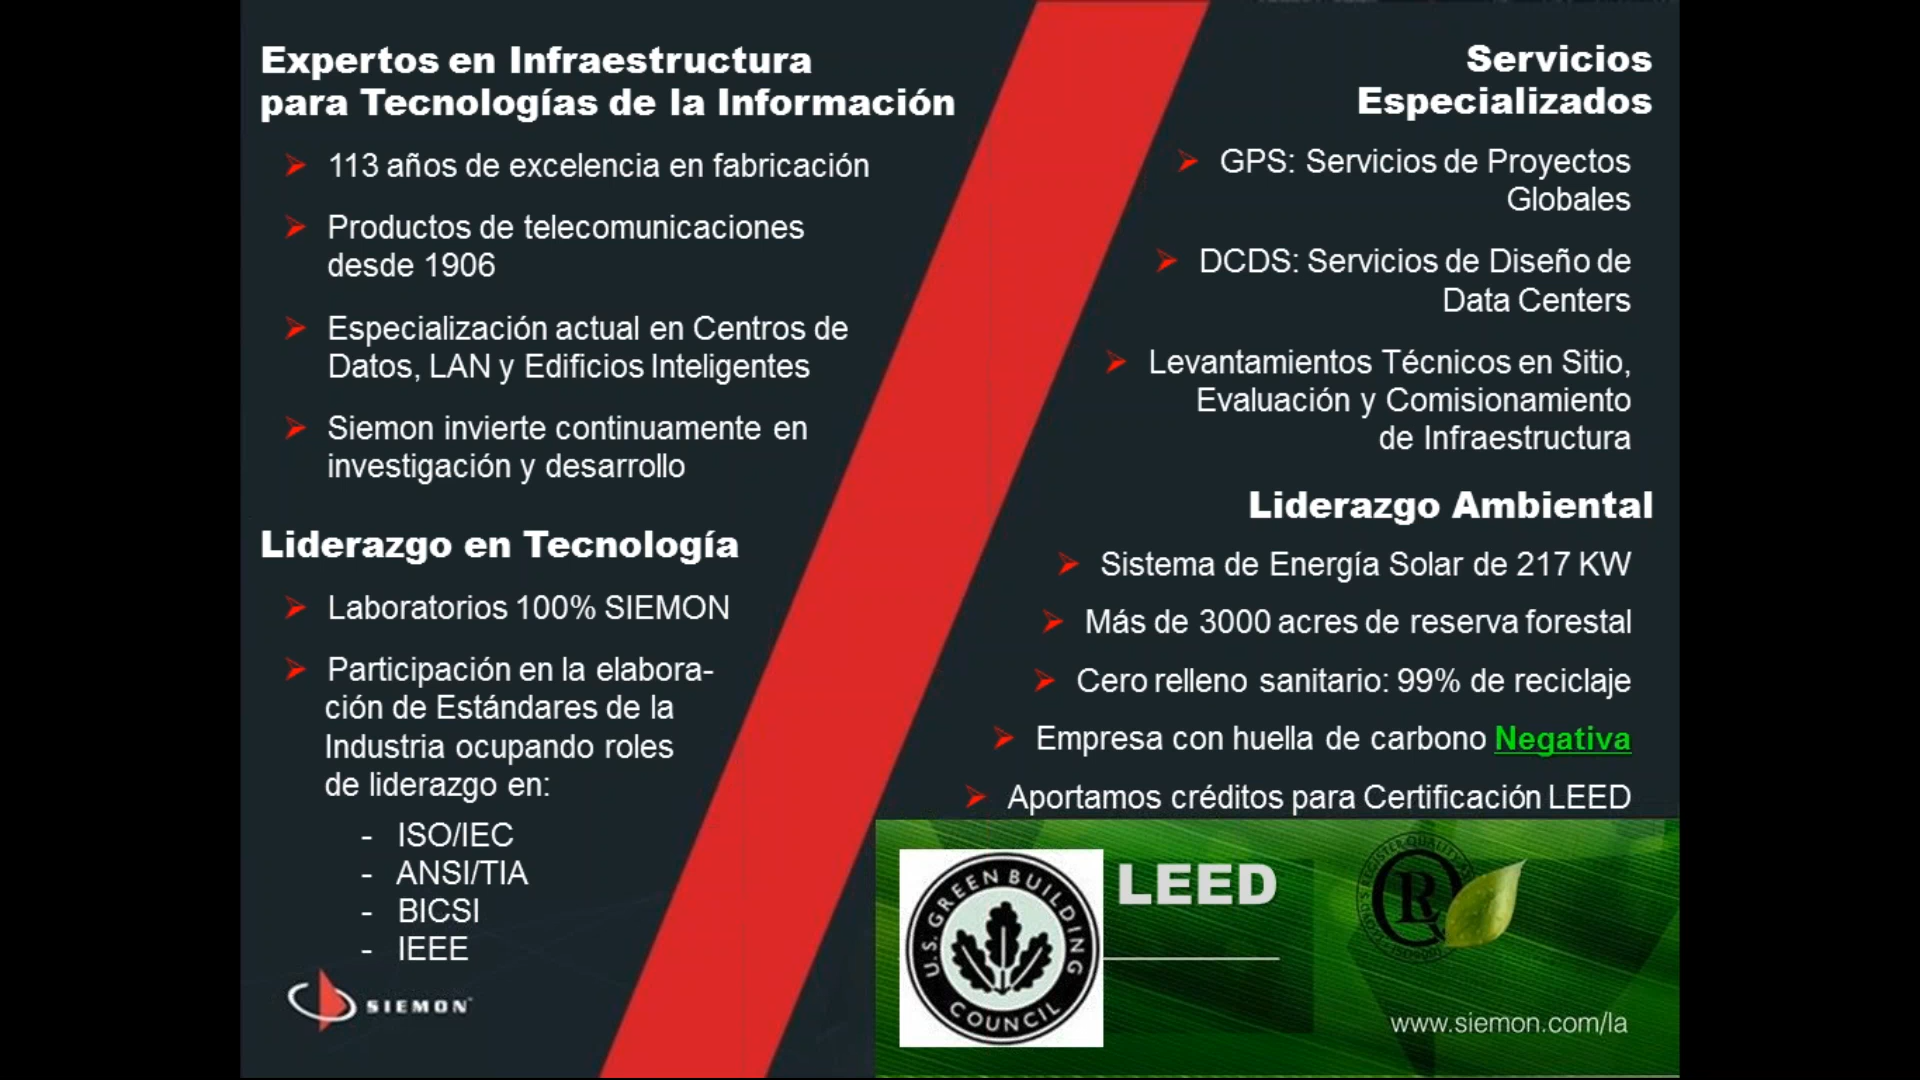 Expertos en Infraestructura
para Tecnologías de la Información
113 años de excelencia en fabricación
Productos de telecomunicaciones
desde 1906
Especialización actual en Centros de
Datos, LAN y Edificios Inteligentes
Siemon invierte continuamente en
investigación y desarrollo
Liderazgo en Tecnología
Laboratorios 100% SIEMON
Participación en la elabora-
ción de Estándares de la
Industria ocupando roles
de liderazgo en:
- ISO/IEC
- ANSI/TIA
- BICSI
- IEEE
SIEMON
Servicios
Especializados
GPS: Servicios de Proyectos
Globales
DCDS: Servicios de Diseño de
Data Centers
Levantamientos Técnicos en Sitio,
Evaluación y Comisionamiento
de Infraestructura
Liderazgo Ambiental
Sistema de Energía Solar de 217 KW
Más de 3000 acres de reserva forestal
Cero relleno sanitario: 99% de reciclaje
Empresa con huella de carbono Negativa
Aportamos créditos para Certificación LEED
U.S. GREEN BUILDING
COUNCIL
LEED
www.siemon.com/la